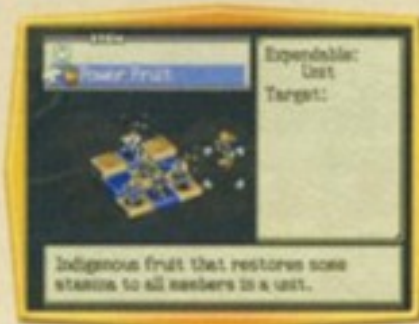 Power Fruit
Expendable:
Unit
Target:
Indigenous fruit that restores some
stamina to all members in a unit.